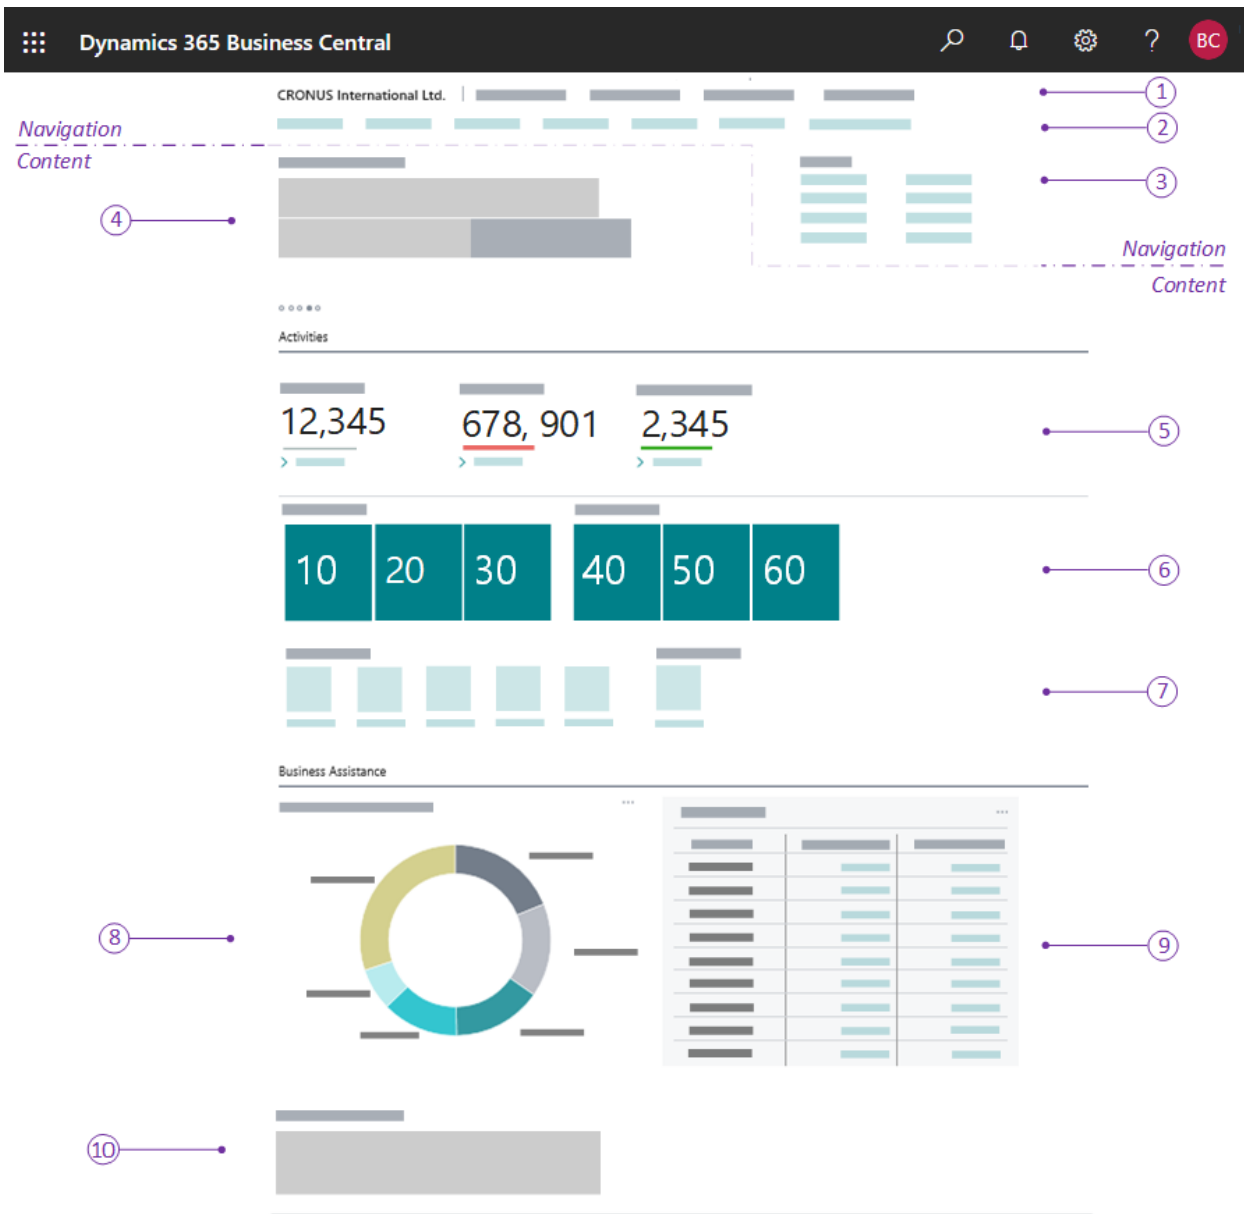 Dynamics 365 Business Central
?
BC
CRONUS International Ltd.
1
2
Navigation
Content
3
4
Navigation
Content
Activities
12,345
678, 901
2,345
5
10
20
30
40
50
60
6
7
Business Assistance
8
9
10